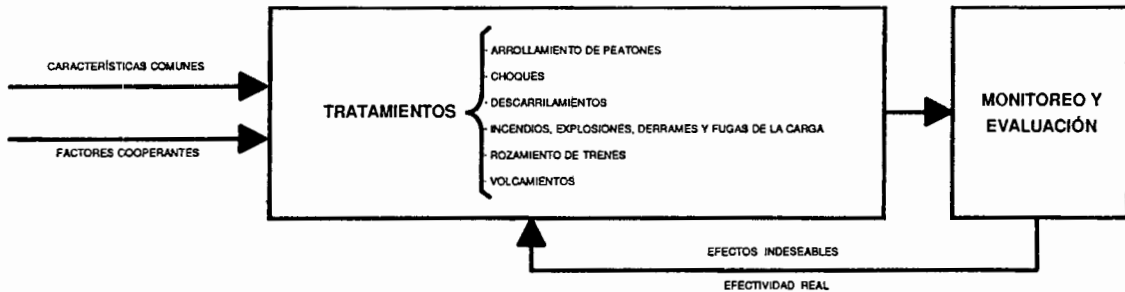 CARACTERÍSTICAS COMUNES
FACTORES COOPERANTES
TRATAMIENTOS
- ARROLLAMIENTO DE PEATONES
- CHOQUES
- DESCARRILAMIENTOS
- INCENDIOS, EXPLOSIONES, DERRAMES Y FUGAS DE LA CARGA
- ROZAMIENTO DE TRENES
- VOLCAMIENTOS
MONITOREO Y
EVALUACIÓN
EFECTOS INDESEABLES
EFECTIVIDAD REAL